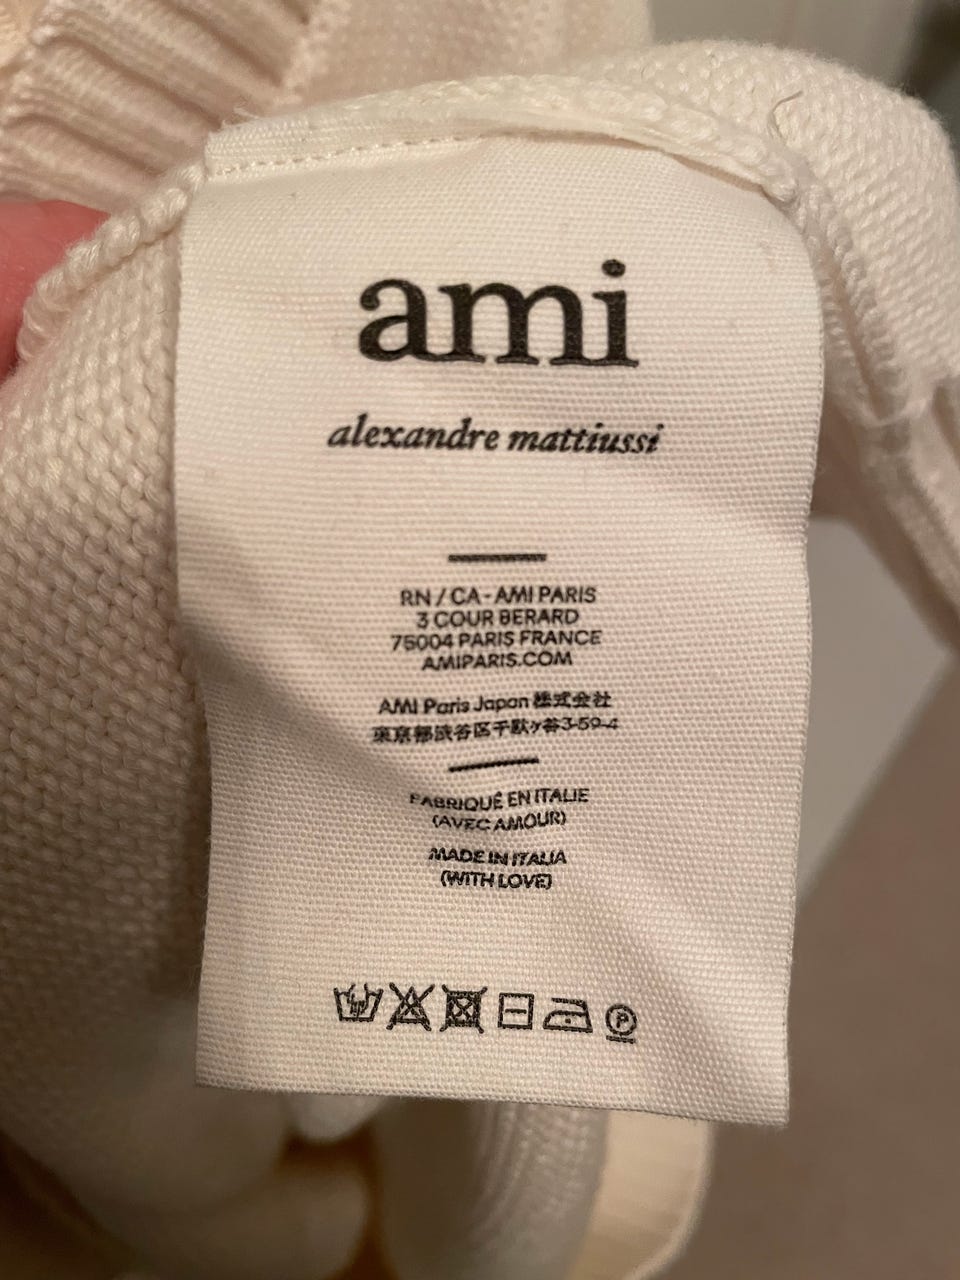 ami
alexandre mattiussi
RN / CA - AMI PARIS
3 COUR BERARD
75004 PARIS FRANCE
AMIPARIS.COM
AMI Paris Japan 株式会社
東京都渋谷区千駄ヶ谷3-59-4
FABRIQUÉ EN ITALIE
(AVEC AMOUR)
MADE IN ITALIA
(WITH LOVE)
P